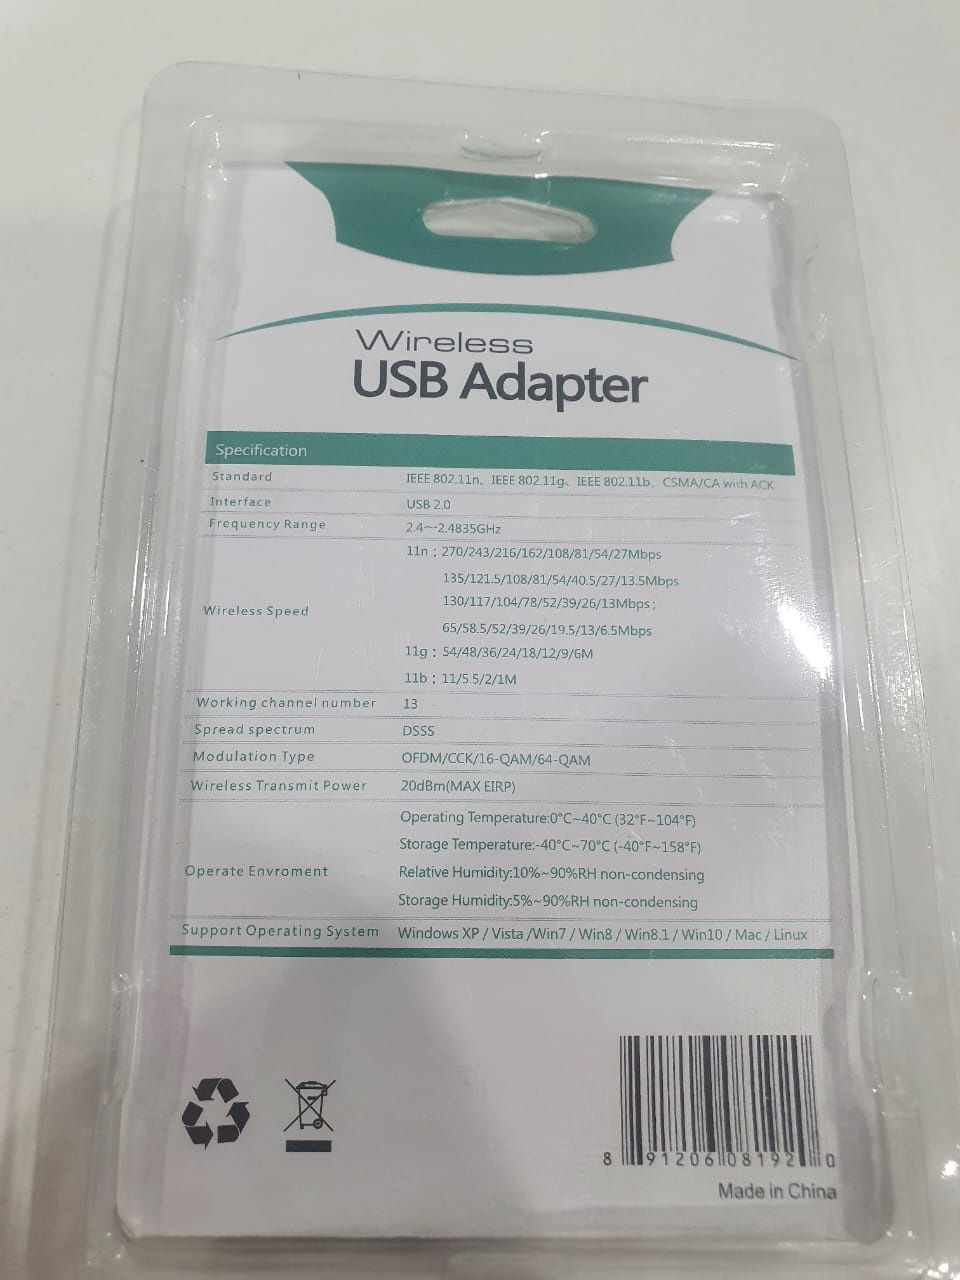 Wireless
USB Adapter
Specification
Standard IEEE 802.11n、IEEE 802.11g、IEEE 802.11b、CSMA/CA with ACK
Interface USB 2.0
Frequency Range 2.4~2.4835GHz
Wireless Speed
11n：270/243/216/162/108/81/54/27Mbps
135/121.5/108/81/54/40.5/27/13.5Mbps
130/117/104/78/52/39/26/13Mbps；
65/58.5/52/39/26/19.5/13/6.5Mbps
11g：54/48/36/24/18/12/9/6M
11b：11/5.5/2/1M
Working channel number 13
Spread spectrum DSSS
Modulation Type OFDM/CCK/16-QAM/64-QAM
Wireless Transmit Power 20dBm(MAX EIRP)
Operate Envroment
Operating Temperature:0°C~40°C (32°F~104°F)
Storage Temperature:-40°C~70°C (-40°F~158°F)
Relative Humidity:10%~90%RH non-condensing
Storage Humidity:5%~90%RH non-condensing
Support Operating System Windows XP / Vista /Win7 / Win8 / Win8.1 / Win10 / Mac / Linux
8 91206 08192 0
Made in China